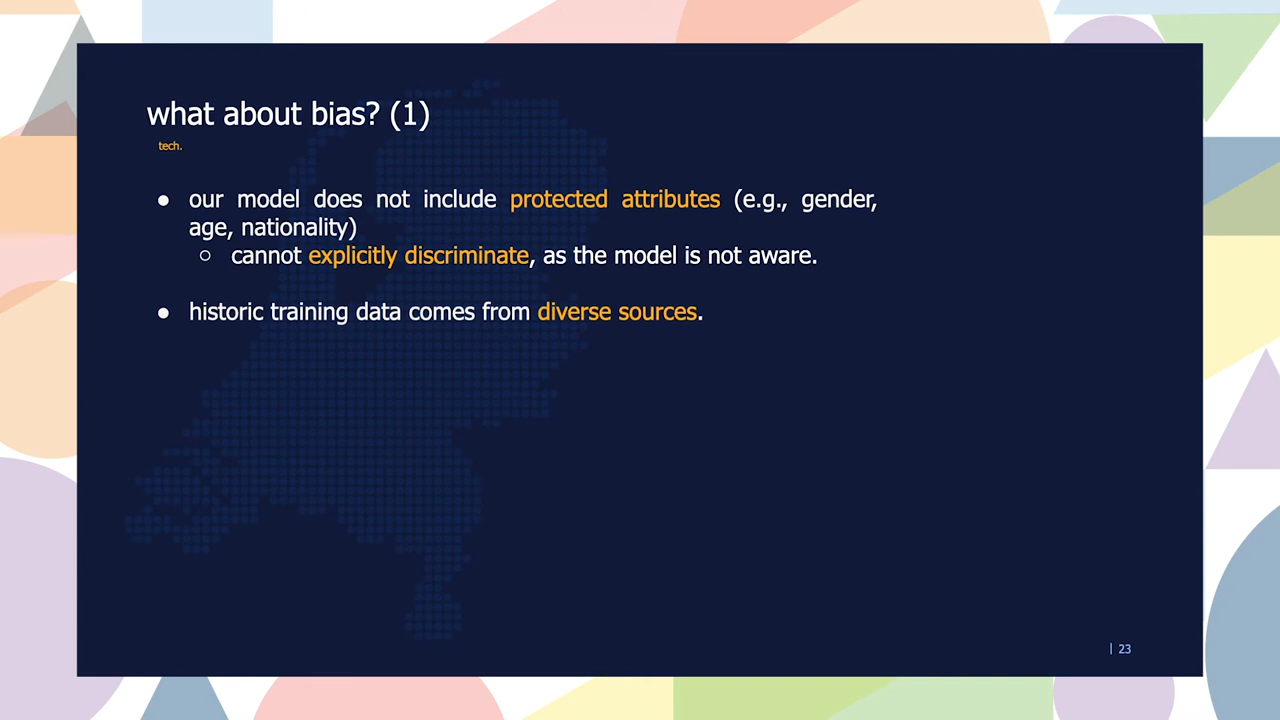 what about bias? (1)
tech.
● our model does not include protected attributes (e.g., gender,
age, nationality)
○ cannot explicitly discriminate, as the model is not aware.
● historic training data comes from diverse sources.
| 23